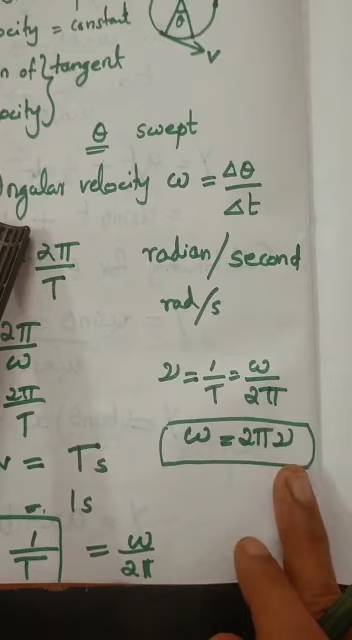 ocity = constant
θ
V
n of { tangent
ocity }
θ swept
Angular velocity ω = Δθ/Δt
2π/T radian/second
rad/s
2π/ω
ν = 1/T = ω/2π
2π/T
ω = 2πν
v = Ts
= 1s
1/T = ω/2π